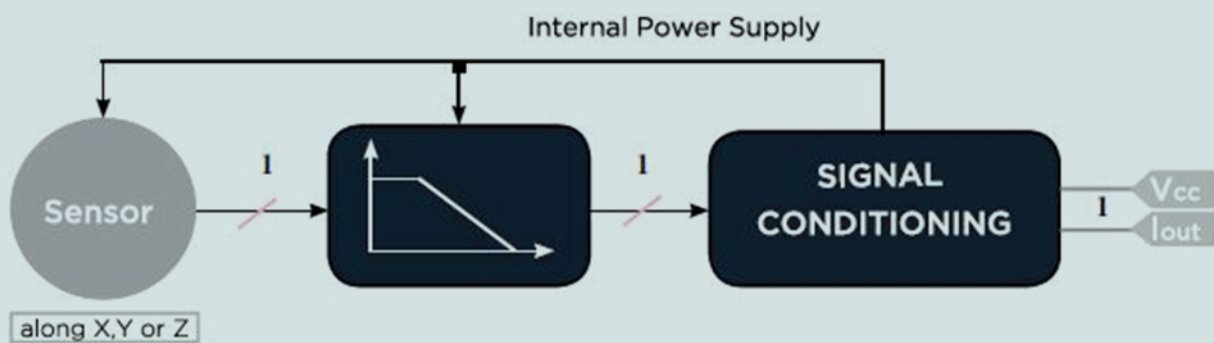 Internal Power Supply
Sensor
1
1
SIGNAL
CONDITIONING
1
Vcc
Iout
along X,Y or Z